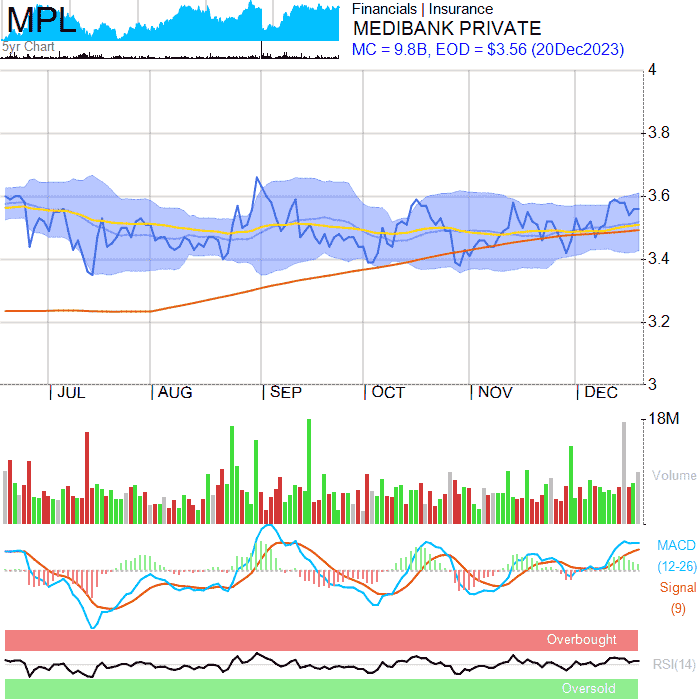 MPL
5yr Chart
Financials | Insurance
MEDIBANK PRIVATE
MC = 9.8B, EOD = $3.56 (20Dec2023)
4
3.8
3.6
3.4
3.2
3
JUL AUG SEP OCT NOV DEC
18M
Volume
MACD
(12-26)
Signal
(9)
Overbought
RSI(14)
Oversold